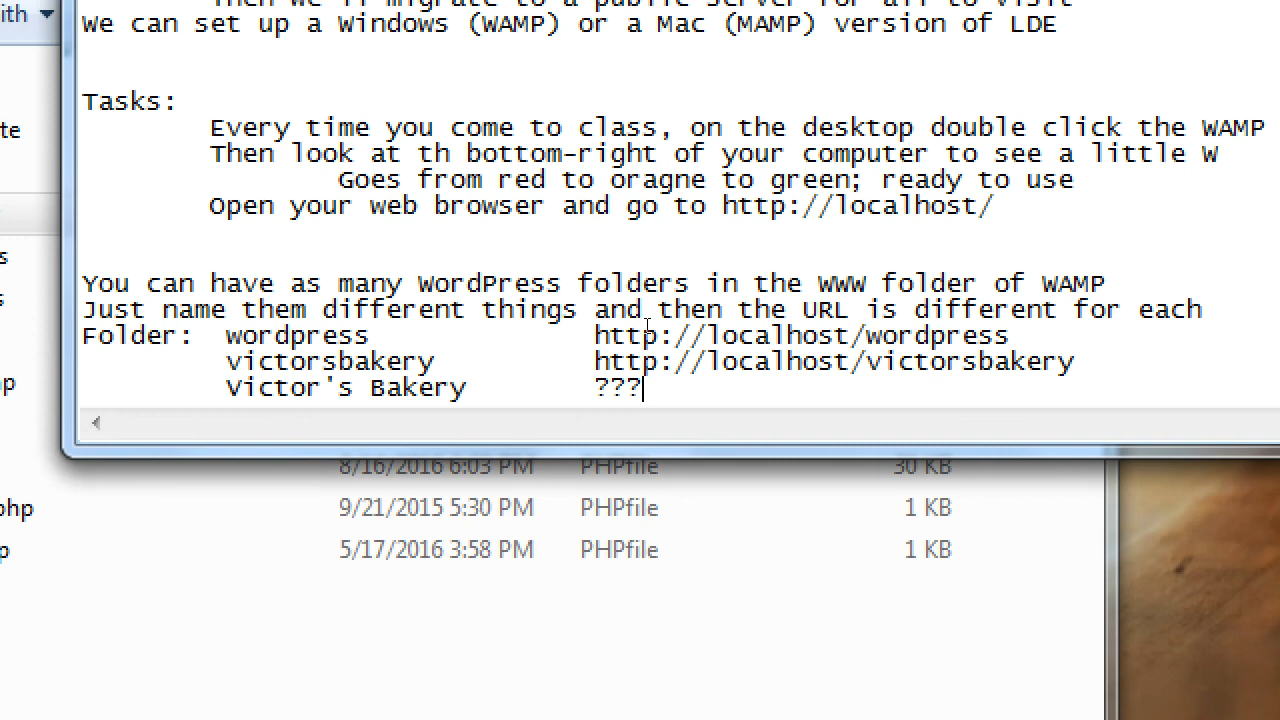 ith
We can set up a Windows (WAMP) or a Mac (MAMP) version of LDE
Tasks:
te
Every time you come to class, on the desktop double click the WAMP
Then look at th bottom-right of your computer to see a little W
Goes from red to oragne to green; ready to use
Open your web browser and go to http://localhost/
s
You can have as many WordPress folders in the WWW folder of WAMP
s
Just name them different things and then the URL is different for each
Folder: wordpress http://localhost/wordpress
victorsbakery http://localhost/victorsbakery
p
Victor's Bakery ???
8/16/2016 6:03 PM PHPfile 30 KB
php 9/21/2015 5:30 PM PHPfile 1 KB
p 5/17/2016 3:58 PM PHPfile 1 KB